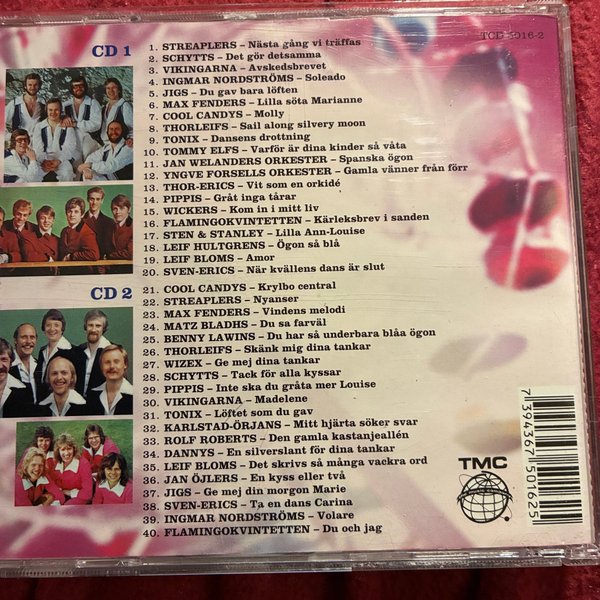 TCD 5016-2
CD 1
1. STREAPLERS – Nästa gång vi träffas
2. SCHYTTS – Det gör detsamma
3. VIKINGARNA – Avskedsbrevet
4. INGMAR NORDSTRÖMS – Soleado
5. JIGS – Du gav bara löften
6. MAX FENDERS – Lilla söta Marianne
7. COOL CANDYS – Molly
8. THORLEIFS – Sail along silvery moon
9. TONIX – Dansens drottning
10. TOMMY ELFS – Varför är dina kinder så våta
11. JAN WELANDERS ORKESTER – Spanska ögon
12. YNGVE FORSELLS ORKESTER – Gamla vänner från förr
13. THOR-ERICS – Vit som en orkidé
14. PIPPIS – Gråt inga tårar
15. WICKERS – Kom in i mitt liv
16. FLAMINGOKVINTETTEN – Kärleksbrev i sanden
17. STEN & STANLEY – Lilla Ann-Louise
18. LEIF HULTGRENS – Ögon så blå
19. LEIF BLOMS – Amor
20. SVEN-ERICS – När kvällens dans är slut
CD 2
21. COOL CANDYS – Krylbo central
22. STREAPLERS – Nyanser
23. MAX FENDERS – Vindens melodi
24. MATZ BLADHS – Du sa farväl
25. BENNY LAWINS – Du har så underbara blåa ögon
26. THORLEIFS – Skänk mig dina tankar
27. WIZEX – Ge mej dina tankar
28. SCHYTTS – Tack för alla kyssar
29. PIPPIS – Inte ska du gråta mer Louise
30. VIKINGARNA – Madelene
31. TONIX – Löftet som du gav
32. KARLSTAD-ÖRJANS – Mitt hjärta söker svar
33. ROLF ROBERTS – Den gamla kastanjeallén
34. DANNYS – En silverslant för dina tankar
35. LEIF BLOMS – Det skrivs så många vackra ord
36. JAN ÖJLERS – En kyss eller två
37. JIGS – Ge mej din morgon Marie
38. SVEN-ERICS – Ta en dans Carina
39. INGMAR NORDSTRÖMS – Volare
40. FLAMINGOKVINTETTEN – Du och jag
TMC
7 394367 501625